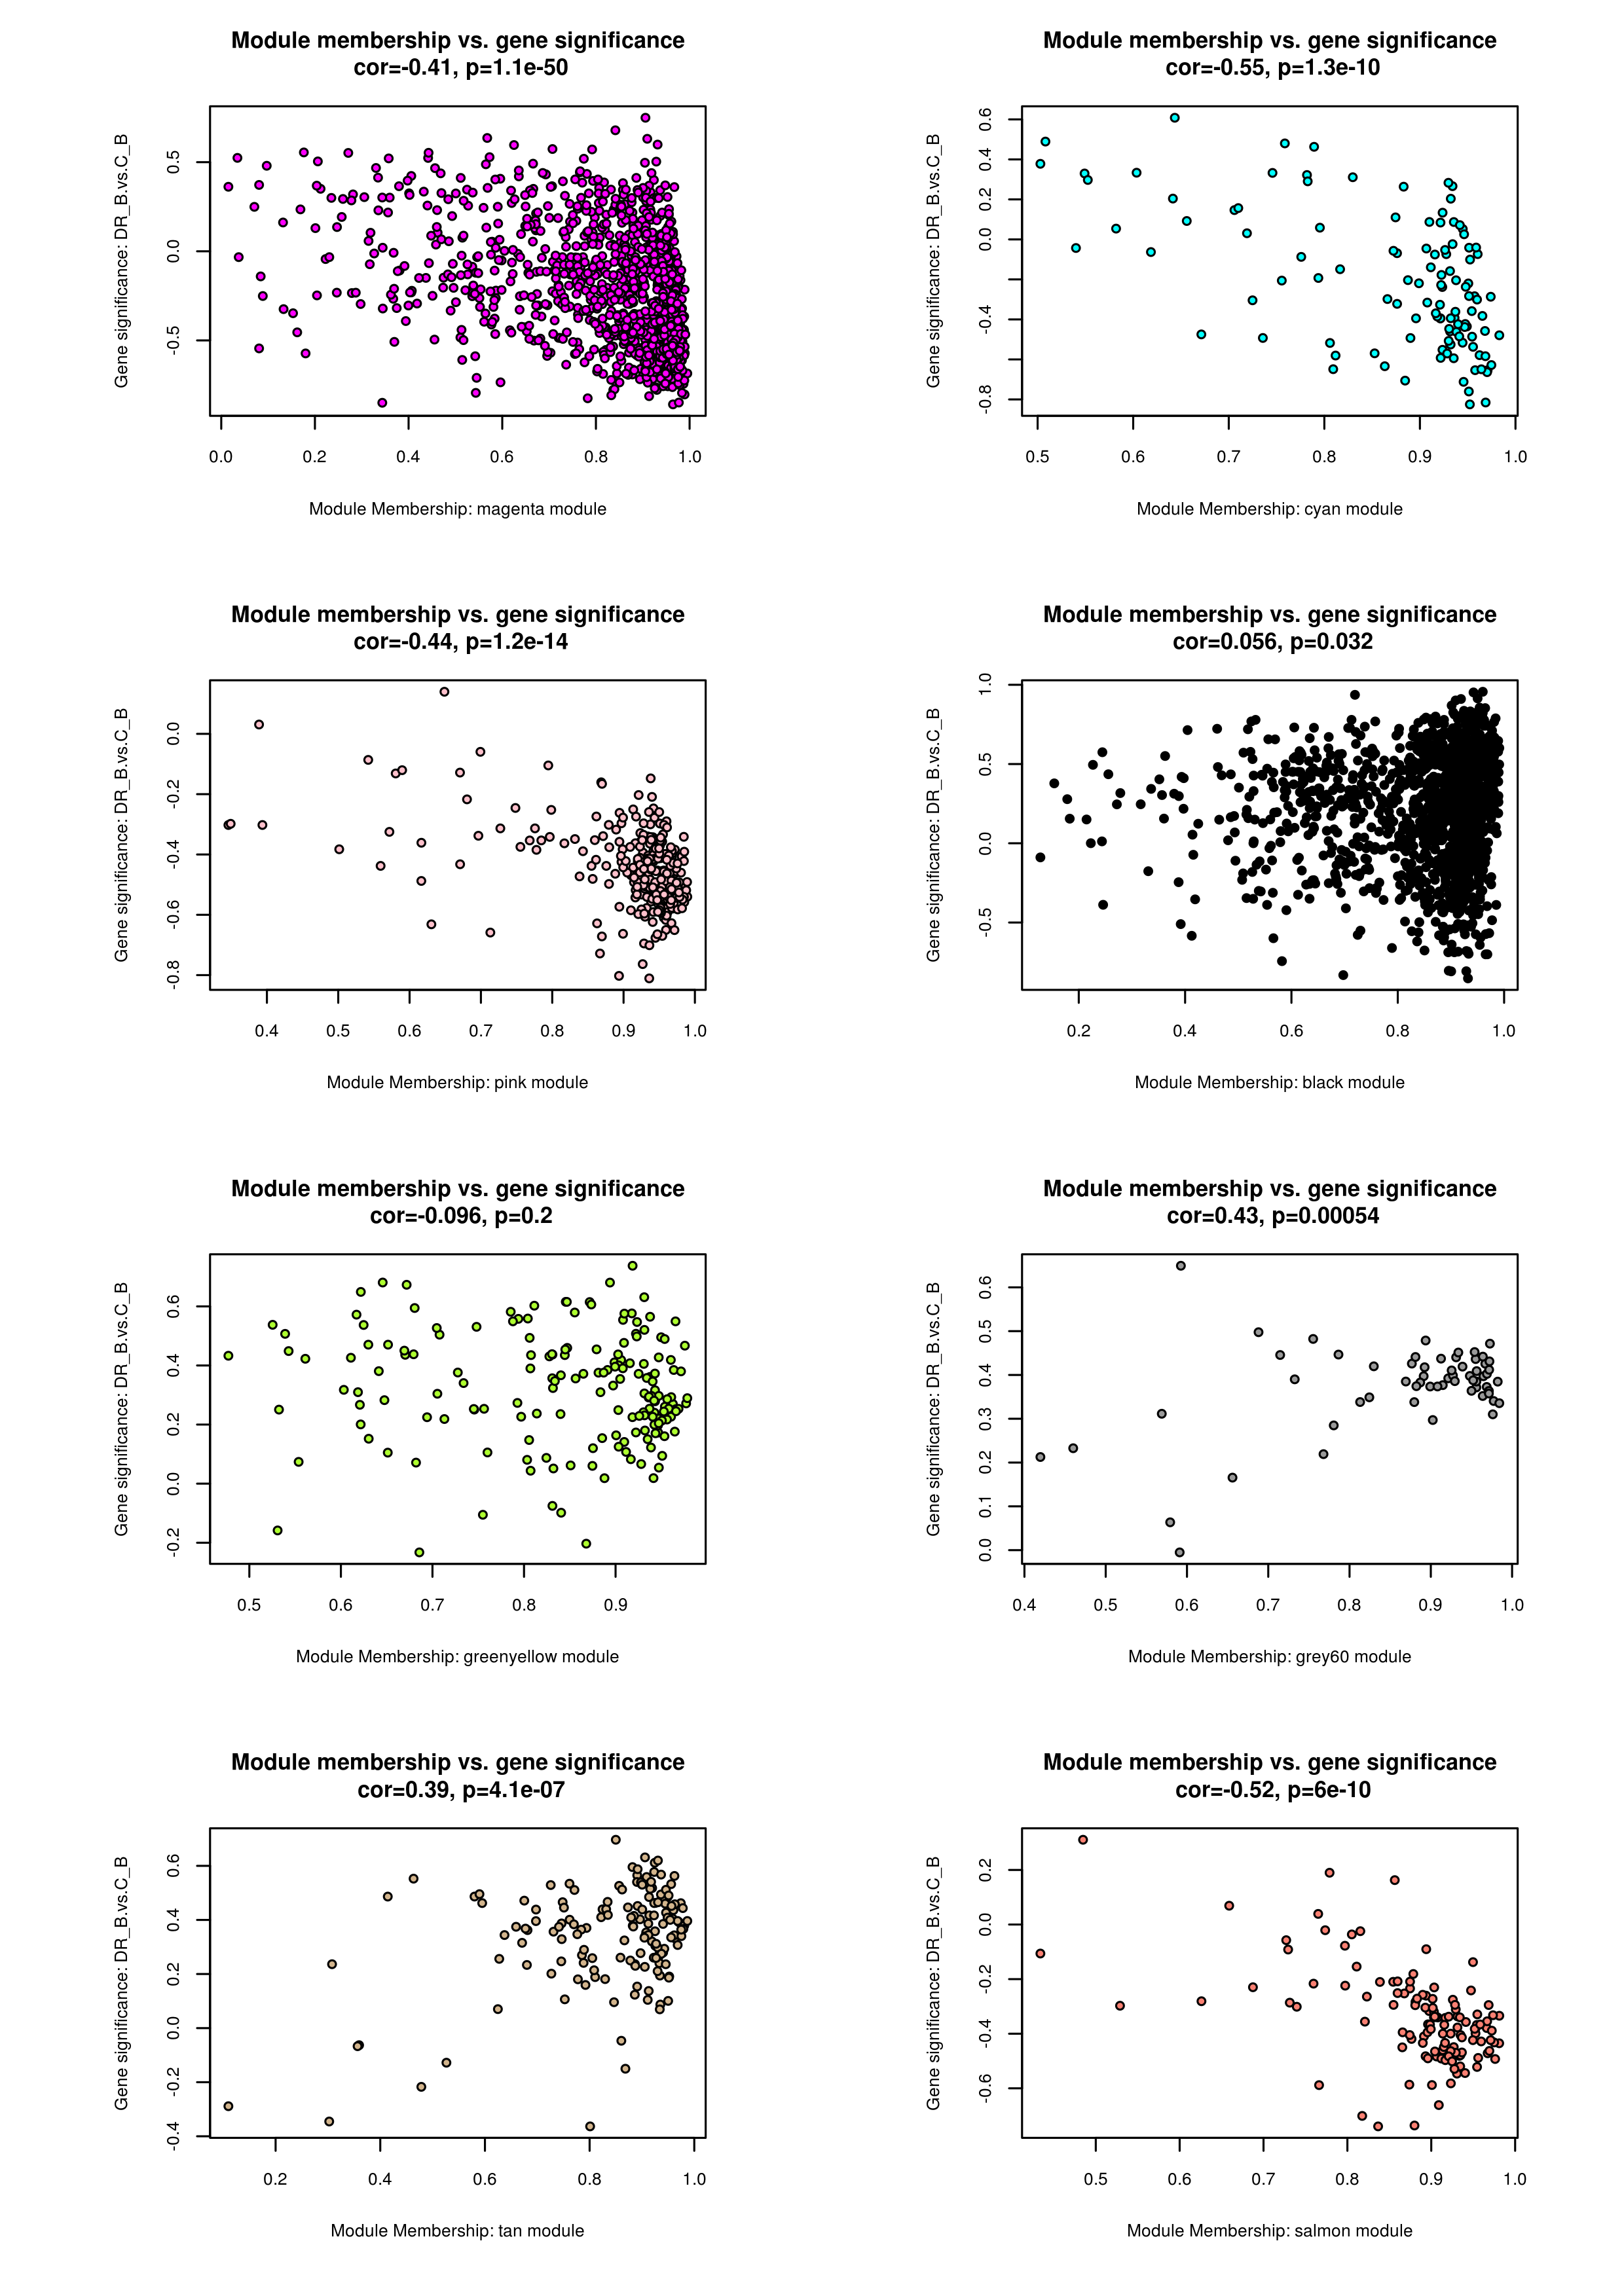 Module membership vs. gene significance
cor=-0.41, p=1.1e-50
Gene significance: DR_B.vs.C_B
0.5
0.0
-0.5
0.0 0.2 0.4 0.6 0.8 1.0
Module Membership: magenta module
Module membership vs. gene significance
cor=-0.55, p=1.3e-10
Gene significance: DR_B.vs.C_B
0.6
0.4
0.2
0.0
-0.4
-0.8
0.5 0.6 0.7 0.8 0.9 1.0
Module Membership: cyan module
Module membership vs. gene significance
cor=-0.44, p=1.2e-14
Gene significance: DR_B.vs.C_B
0.0
-0.2
-0.4
-0.6
-0.8
0.4 0.5 0.6 0.7 0.8 0.9 1.0
Module Membership: pink module
Module membership vs. gene significance
cor=0.056, p=0.032
Gene significance: DR_B.vs.C_B
1.0
0.5
0.0
-0.5
0.2 0.4 0.6 0.8 1.0
Module Membership: black module
Module membership vs. gene significance
cor=-0.096, p=0.2
Gene significance: DR_B.vs.C_B
0.6
0.4
0.2
0.0
-0.2
0.5 0.6 0.7 0.8 0.9
Module Membership: greenyellow module
Module membership vs. gene significance
cor=0.43, p=0.00054
Gene significance: DR_B.vs.C_B
0.6
0.5
0.4
0.3
0.2
0.1
0.0
0.4 0.5 0.6 0.7 0.8 0.9 1.0
Module Membership: grey60 module
Module membership vs. gene significance
cor=0.39, p=4.1e-07
Gene significance: DR_B.vs.C_B
0.6
0.4
0.2
0.0
-0.2
-0.4
0.2 0.4 0.6 0.8 1.0
Module Membership: tan module
Module membership vs. gene significance
cor=-0.52, p=6e-10
Gene significance: DR_B.vs.C_B
0.2
0.0
-0.2
-0.4
-0.6
0.5 0.6 0.7 0.8 0.9 1.0
Module Membership: salmon module